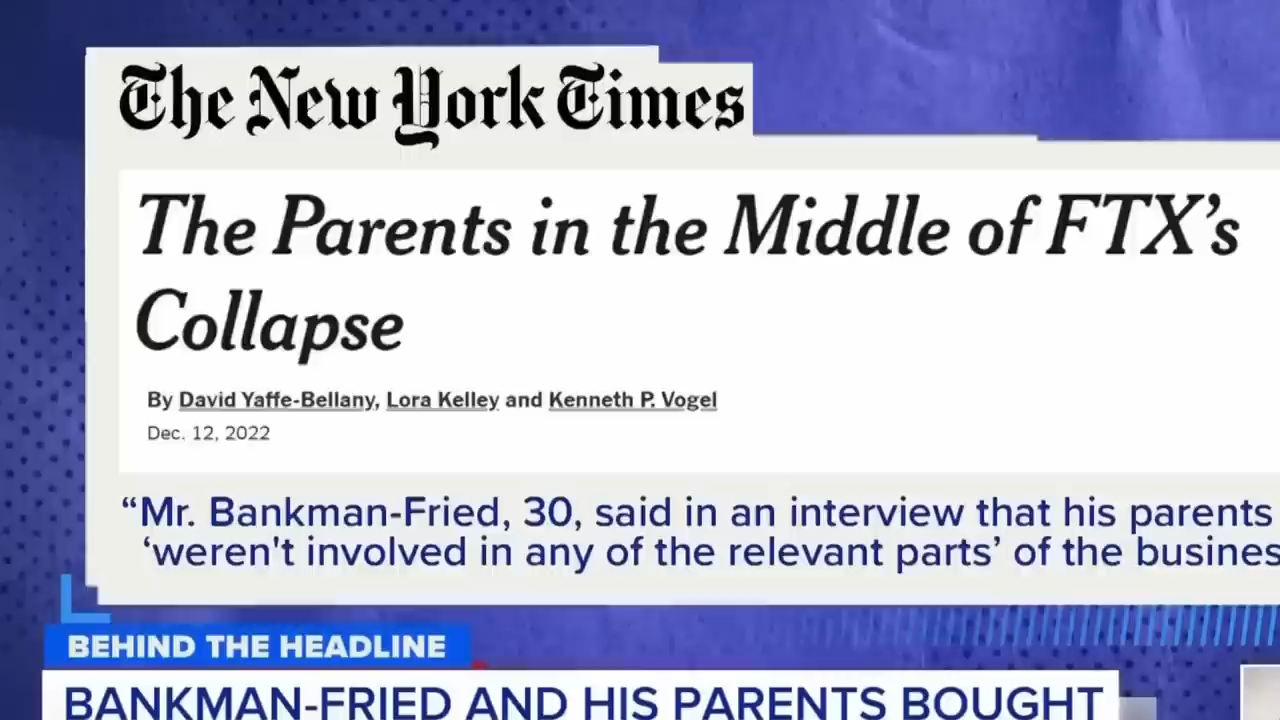 The New York Times
The Parents in the Middle of FTX’s
Collapse
By David Yaffe-Bellany, Lora Kelley and Kenneth P. Vogel
Dec. 12, 2022
“Mr. Bankman-Fried, 30, said in an interview that his parents
‘weren't involved in any of the relevant parts’ of the busines
BEHIND THE HEADLINE
BANKMAN-FRIED AND HIS PARENTS BOUGHT